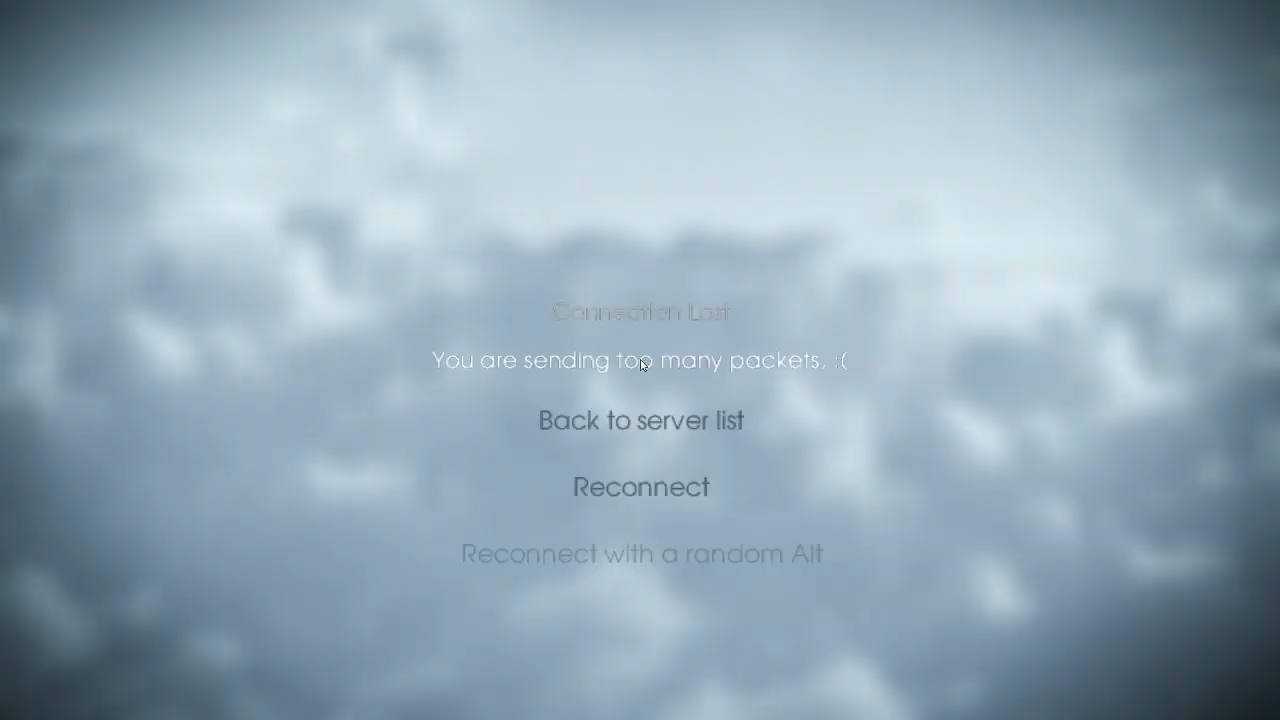 Connection Lost
You are sending too many packets, :(
Back to server list
Reconnect
Reconnect with a random Alt